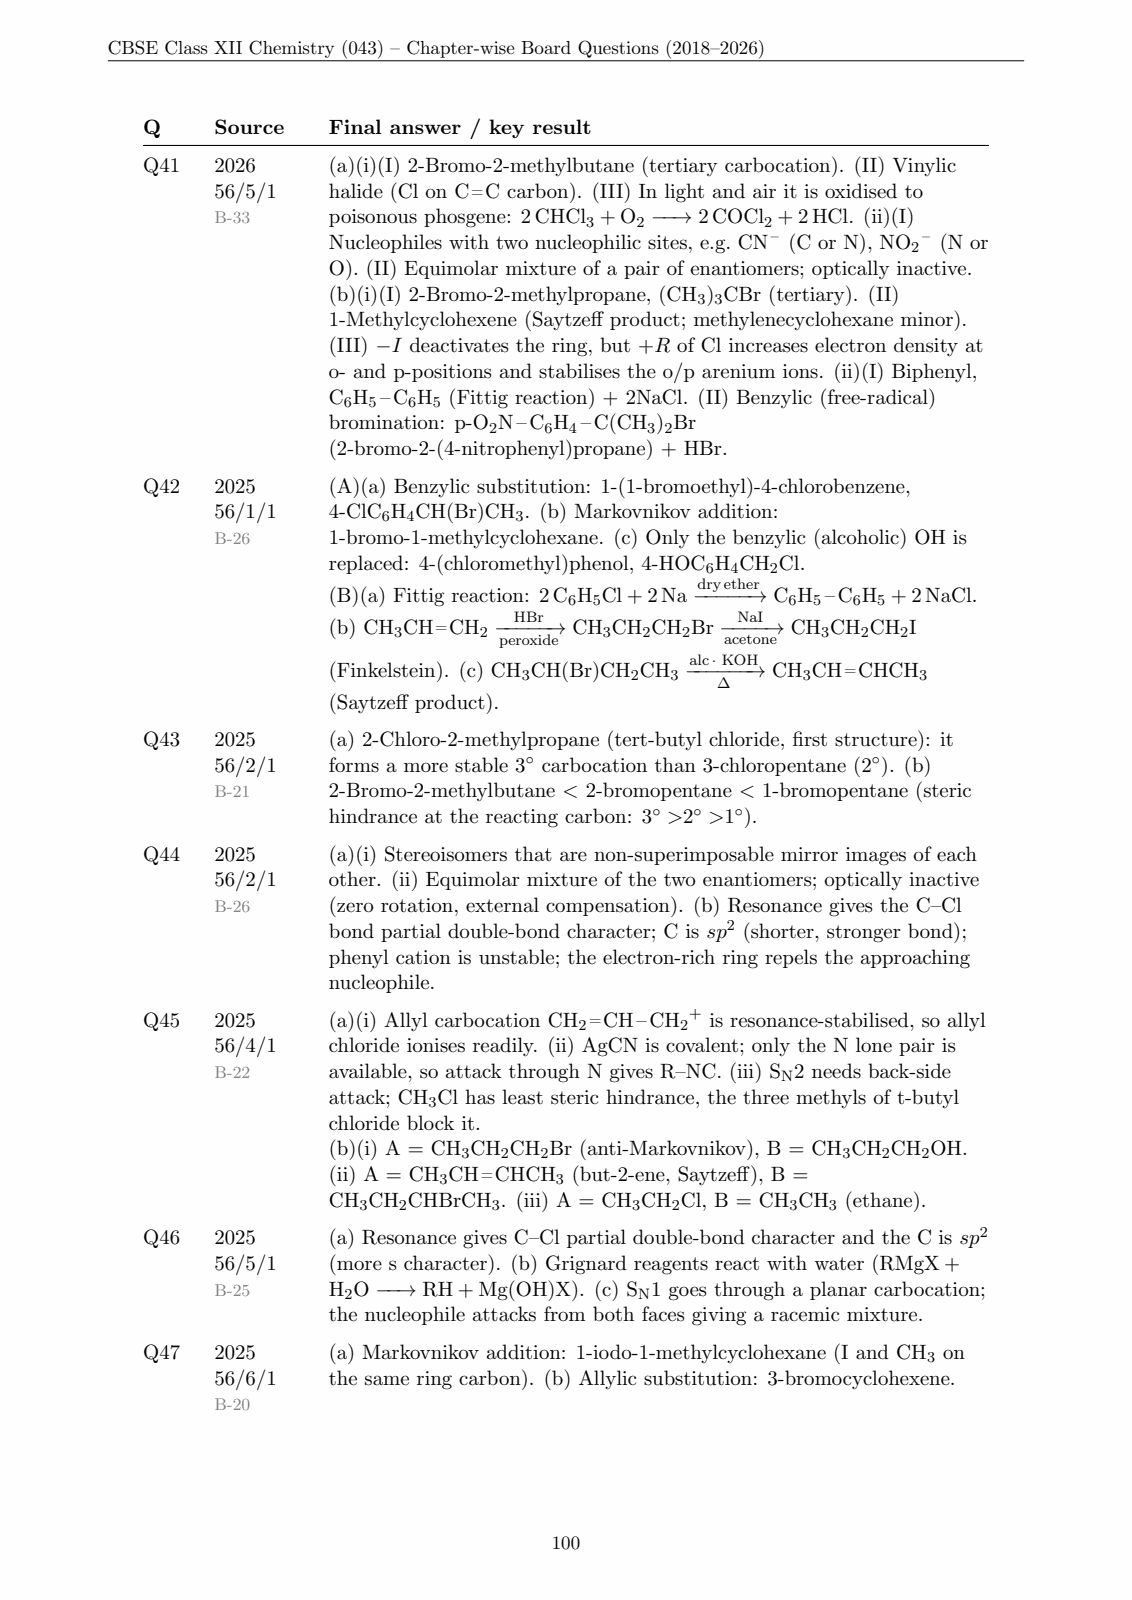 CBSE Class XII Chemistry (043) – Chapter-wise Board Questions (2018–2026)
Q Source Final answer / key result
Q41 2026 (a)(i)(I) 2-Bromo-2-methylbutane (tertiary carbocation). (II) Vinylic
56/5/1 halide (Cl on C=C carbon). (III) In light and air it is oxidised to
B-33 poisonous phosgene: 2 CHCl₃ + O₂ ⟶ 2 COCl₂ + 2 HCl. (ii)(I)
Nucleophiles with two nucleophilic sites, e.g. CN⁻ (C or N), NO₂⁻ (N or
O). (II) Equimolar mixture of a pair of enantiomers; optically inactive.
(b)(i)(I) 2-Bromo-2-methylpropane, (CH₃)₃CBr (tertiary). (II)
1-Methylcyclohexene (Saytzeff product; methylenecyclohexane minor).
(III) −I deactivates the ring, but +R of Cl increases electron density at
o- and p-positions and stabilises the o/p arenium ions. (ii)(I) Biphenyl,
C₆H₅–C₆H₅ (Fittig reaction) + 2NaCl. (II) Benzylic (free-radical)
bromination: p-O₂N–C₆H₄–C(CH₃)₂Br
(2-bromo-2-(4-nitrophenyl)propane) + HBr.
Q42 2025 (A)(a) Benzylic substitution: 1-(1-bromoethyl)-4-chlorobenzene,
56/1/1 4-ClC₆H₄CH(Br)CH₃. (b) Markovnikov addition:
B-26 1-bromo-1-methylcyclohexane. (c) Only the benzylic (alcoholic) OH is
replaced: 4-(chloromethyl)phenol, 4-HOC₆H₄CH₂Cl.
(B)(a) Fittig reaction: 2 C₆H₅Cl + 2 Na ⟶[dry ether] C₆H₅–C₆H₅ + 2 NaCl.
(b) CH₃CH=CH₂ ⟶[HBr][peroxide] CH₃CH₂CH₂Br ⟶[NaI][acetone] CH₃CH₂CH₂I
(Finkelstein). (c) CH₃CH(Br)CH₂CH₃ ⟶[alc· KOH][Δ] CH₃CH=CHCH₃
(Saytzeff product).
Q43 2025 (a) 2-Chloro-2-methylpropane (tert-butyl chloride, first structure): it
56/2/1 forms a more stable 3° carbocation than 3-chloropentane (2°). (b)
B-21 2-Bromo-2-methylbutane < 2-bromopentane < 1-bromopentane (steric
hindrance at the reacting carbon: 3° >2° >1°).
Q44 2025 (a)(i) Stereoisomers that are non-superimposable mirror images of each
56/2/1 other. (ii) Equimolar mixture of the two enantiomers; optically inactive
B-26 (zero rotation, external compensation). (b) Resonance gives the C–Cl
bond partial double-bond character; C is sp² (shorter, stronger bond);
phenyl cation is unstable; the electron-rich ring repels the approaching
nucleophile.
Q45 2025 (a)(i) Allyl carbocation CH₂=CH–CH₂⁺ is resonance-stabilised, so allyl
56/4/1 chloride ionises readily. (ii) AgCN is covalent; only the N lone pair is
B-22 available, so attack through N gives R–NC. (iii) S_N2 needs back-side
attack; CH₃Cl has least steric hindrance, the three methyls of t-butyl
chloride block it.
(b)(i) A = CH₃CH₂CH₂Br (anti-Markovnikov), B = CH₃CH₂CH₂OH.
(ii) A = CH₃CH=CHCH₃ (but-2-ene, Saytzeff), B =
CH₃CH₂CHBrCH₃. (iii) A = CH₃CH₂Cl, B = CH₃CH₃ (ethane).
Q46 2025 (a) Resonance gives C–Cl partial double-bond character and the C is sp²
56/5/1 (more s character). (b) Grignard reagents react with water (RMgX +
B-25 H₂O ⟶ RH + Mg(OH)X). (c) S_N1 goes through a planar carbocation;
the nucleophile attacks from both faces giving a racemic mixture.
Q47 2025 (a) Markovnikov addition: 1-iodo-1-methylcyclohexane (I and CH₃ on
56/6/1 the same ring carbon). (b) Allylic substitution: 3-bromocyclohexene.
B-20
100